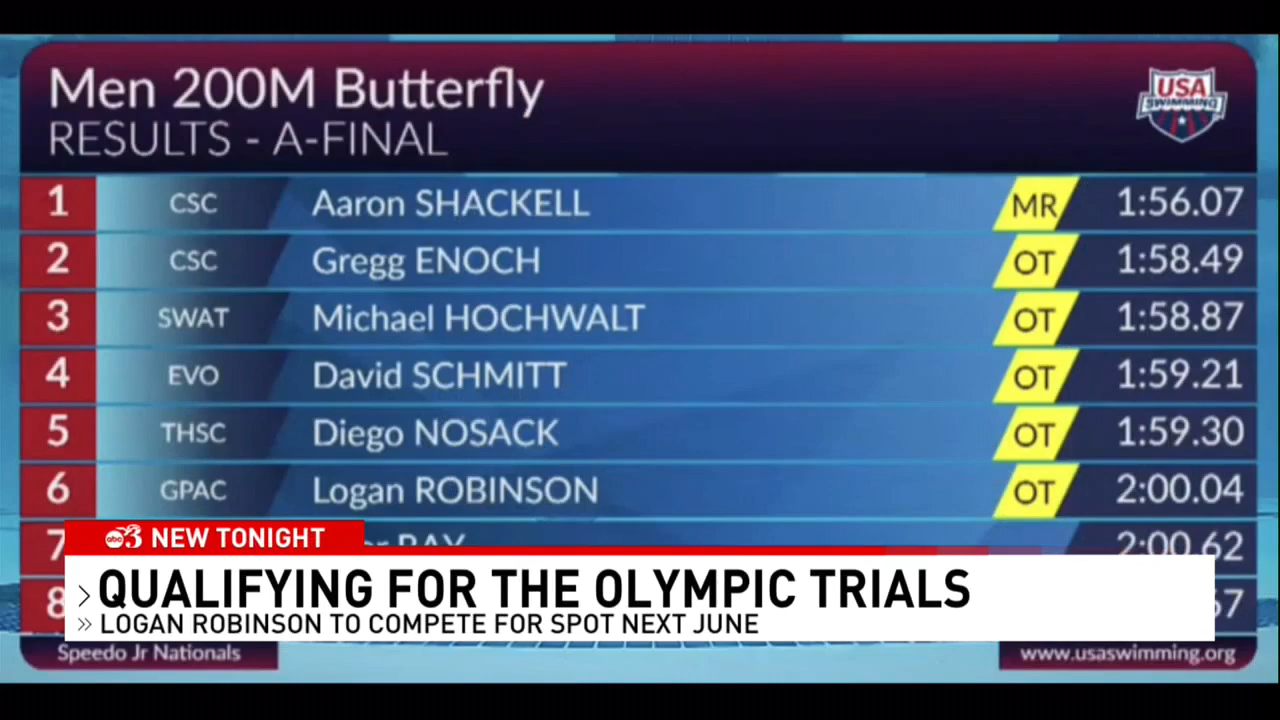 Men 200M Butterfly
RESULTS - A-FINAL
USA
SWIMMING
1 CSC Aaron SHACKELL MR 1:56.07
2 CSC Gregg ENOCH OT 1:58.49
3 SWAT Michael HOCHWALT OT 1:58.87
4 EVO David SCHMITT OT 1:59.21
5 THSC Diego NOSACK OT 1:59.30
6 GPAC Logan ROBINSON OT 2:00.04
7 RAY 2:00.62
8
abc 3 NEW TONIGHT
> QUALIFYING FOR THE OLYMPIC TRIALS
» LOGAN ROBINSON TO COMPETE FOR SPOT NEXT JUNE
Speedo Jr Nationals
www.usaswimming.org